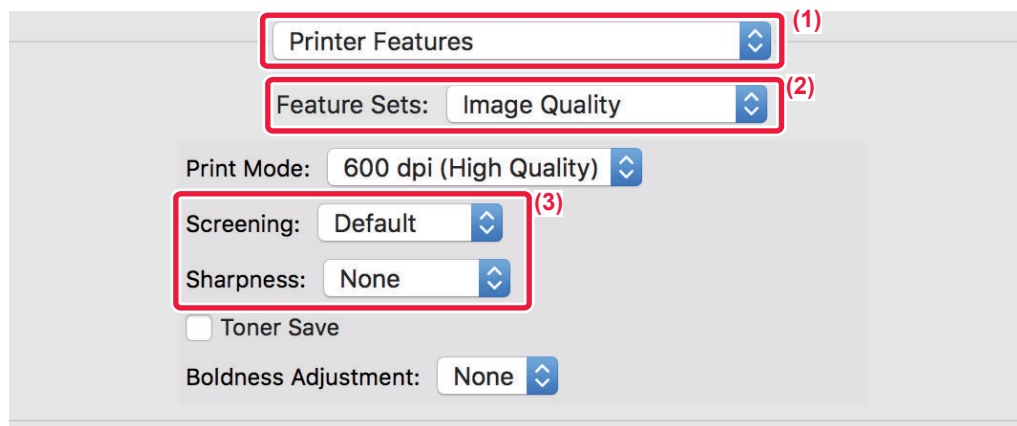 Printer Features (1)
Feature Sets: Image Quality (2)
Print Mode: 600 dpi (High Quality)
(3)
Screening: Default
Sharpness: None
Toner Save
Boldness Adjustment: None